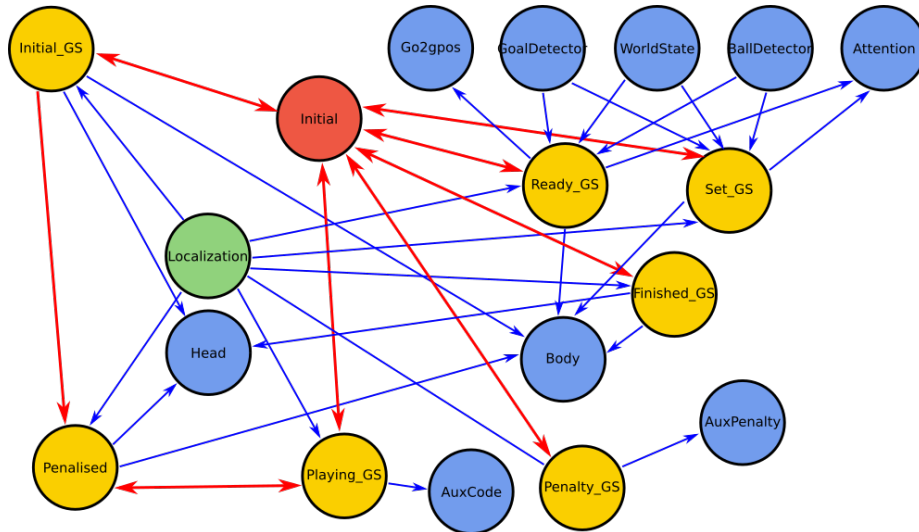 Initial_GS
Go2gpos
GoalDetector
WorldState
BallDetector
Attention
Initial
Ready_GS
Set_GS
Localization
Finished_GS
Head
Body
AuxPenalty
Penalised
Playing_GS
AuxCode
Penalty_GS